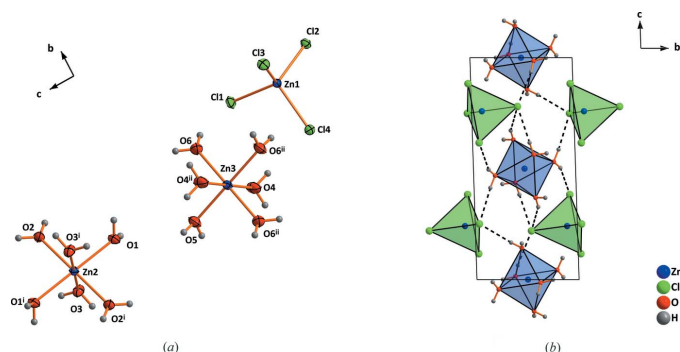 b
c
Cl3
Cl2
Zn1
Cl1
Cl4
O6
O6ii
Zn3
O4ii
O4
O5
O6ii
O2
O3i
O1
Zn2
O1i
O3
O2i
(a)
c
b
Zn
Cl
O
H
(b)